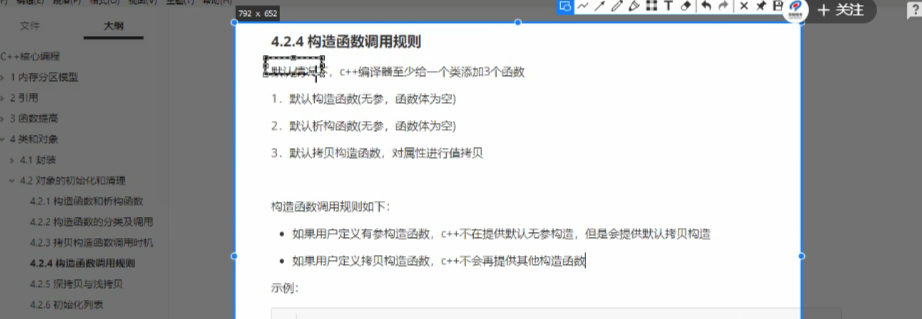 792 x 652
+ 关注
文件 大纲
C++核心编程
1 内存分区模型
2 引用
3 函数提高
4 类和对象
4.1 封装
4.2 对象的初始化和清理
4.2.1 构造函数和析构函数
4.2.2 构造函数的分类及调用
4.2.3 拷贝构造函数调用时机
4.2.4 构造函数调用规则
4.2.5 深拷贝与浅拷贝
4.2.6 初始化列表
4.2.4 构造函数调用规则
默认情况下，c++编译器至少给一个类添加3个函数
1．默认构造函数(无参，函数体为空)
2．默认析构函数(无参，函数体为空)
3．默认拷贝构造函数，对属性进行值拷贝
构造函数调用规则如下：
如果用户定义有参构造函数，c++不在提供默认无参构造，但是会提供默认拷贝构造
如果用户定义拷贝构造函数，c++不会再提供其他构造函数
示例：